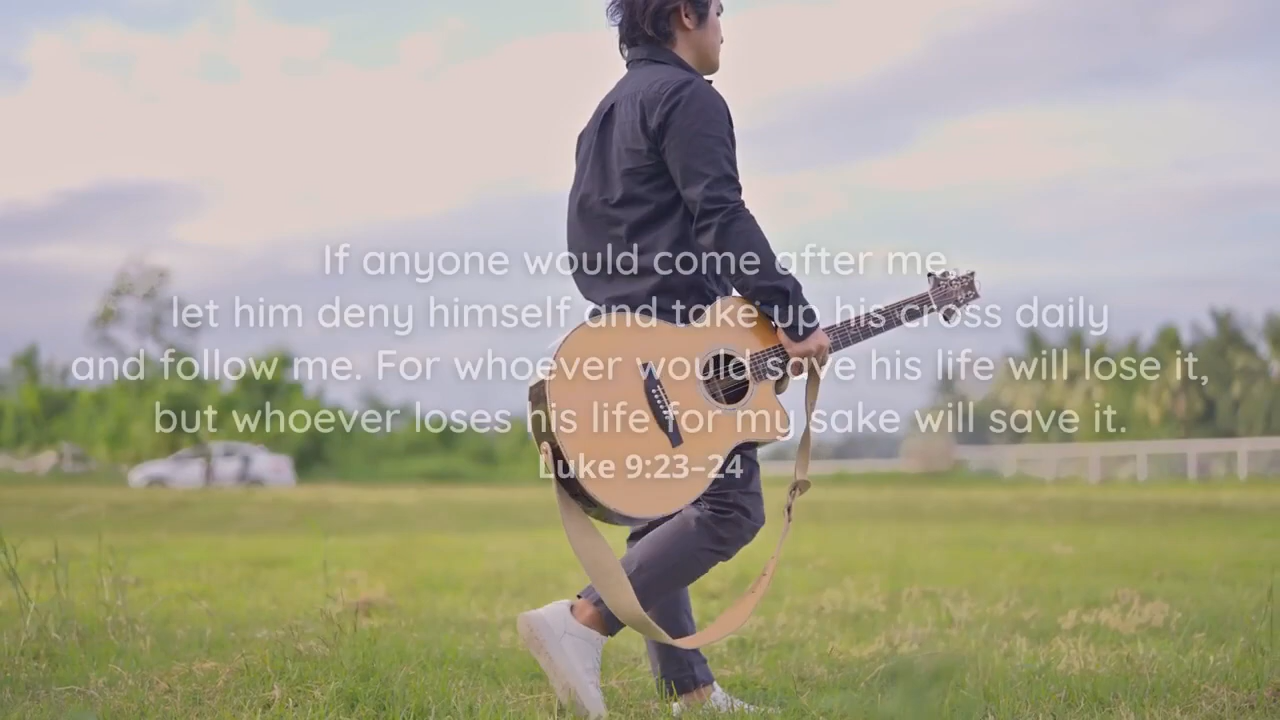 If anyone would come after me,
let him deny himself and take up his cross daily
and follow me. For whoever would save his life will lose it,
but whoever loses his life for my sake will save it.
Luke 9:23-24